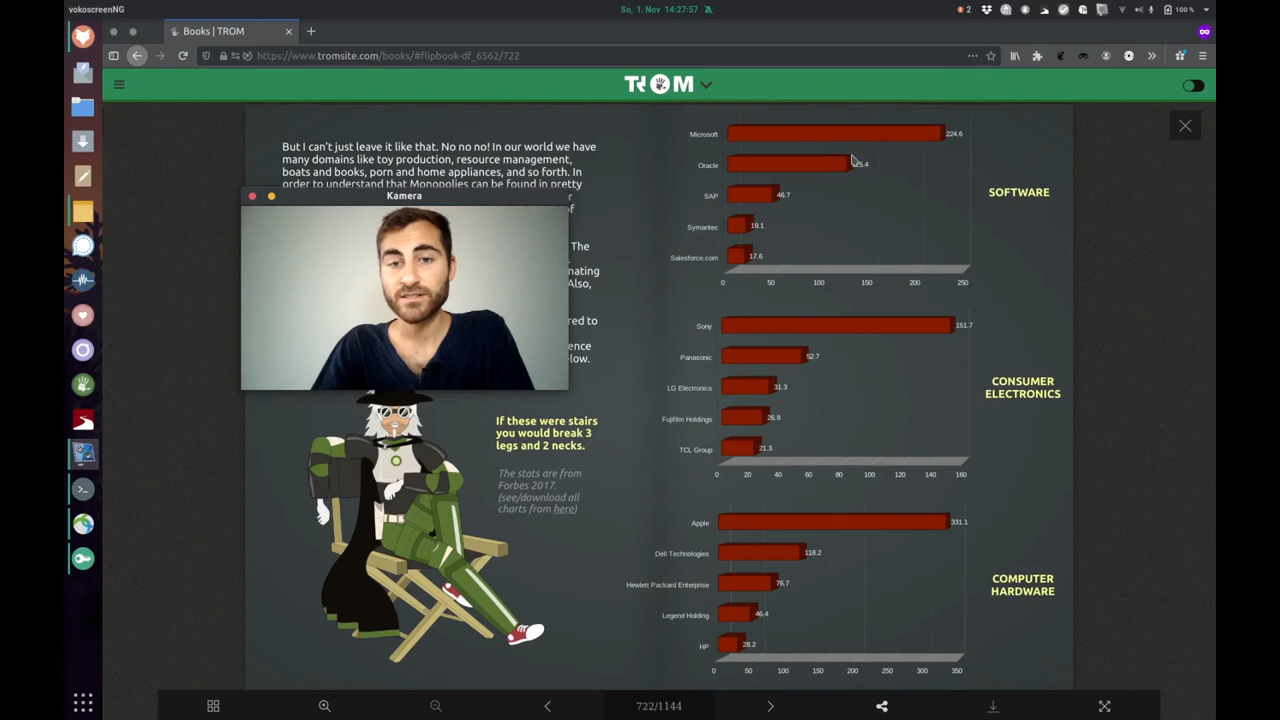 vokoscreenNG
So, 1. Nov 14:27:57
2
100 %
Books | TROM
https://www.tromsite.com/books/#flipbook-df_6562/722
TROM
But I can't just leave it like that. No no no! In our world we have
many domains like toy production, resource management,
boats and books, porn and home appliances, and so forth. In
order to understand that Monopolies can be found in pretty
Kamera
The
Also,
If these were stairs
you would break 3
legs and 2 necks.
The stats are from
Forbes 2017.
(see/download all
charts from here)
Microsoft 224.6
Oracle
SAP 46.7
Symantec 19.1
Salesforce.com 17.6
0 50 100 150 200 250
SOFTWARE
Sony 151.7
Panasonic 52.7
LG Electronics 31.3
Fujifilm Holdings 26.8
TCL Group 21.3
0 20 40 60 80 100 120 140 160
CONSUMER
ELECTRONICS
Apple 331.1
Dell Technologies 118.2
Hewlett Packard Enterprise 76.7
Legend Holding 46.4
HP 28.2
0 50 100 150 200 250 300 350
COMPUTER
HARDWARE
722/1144